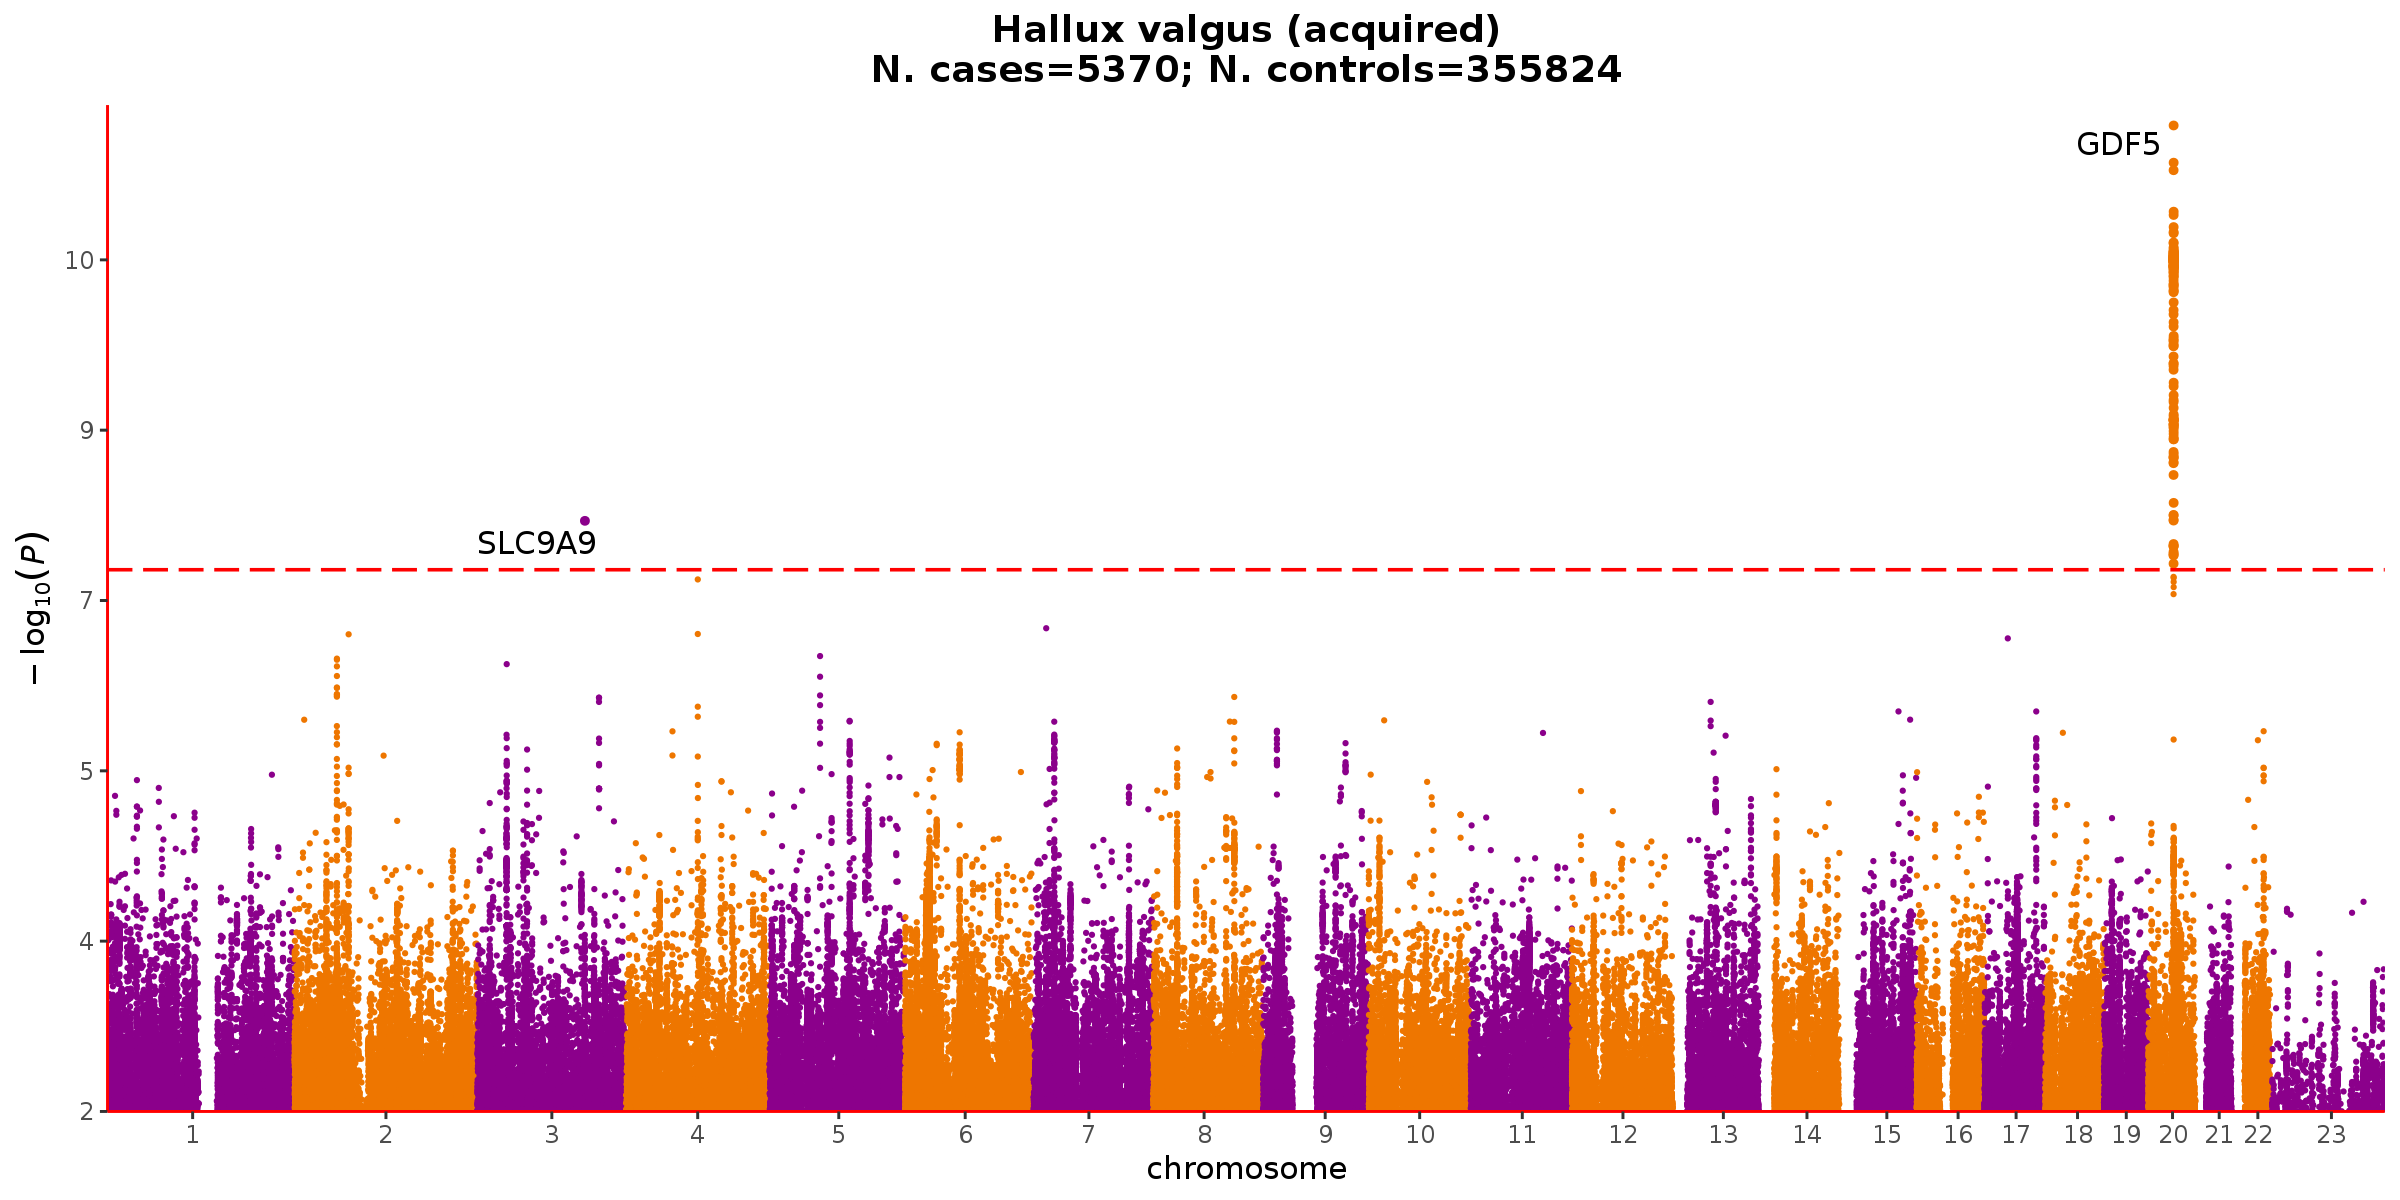 Hallux valgus (acquired)
N. cases=5370; N. controls=355824
GDF5
SLC9A9
10
9
7
5
4
2
−log₁₀(P)
1 2 3 4 5 6 7 8 9 10 11 12 13 14 15 16 17 18 19 20 21 22 23
chromosome